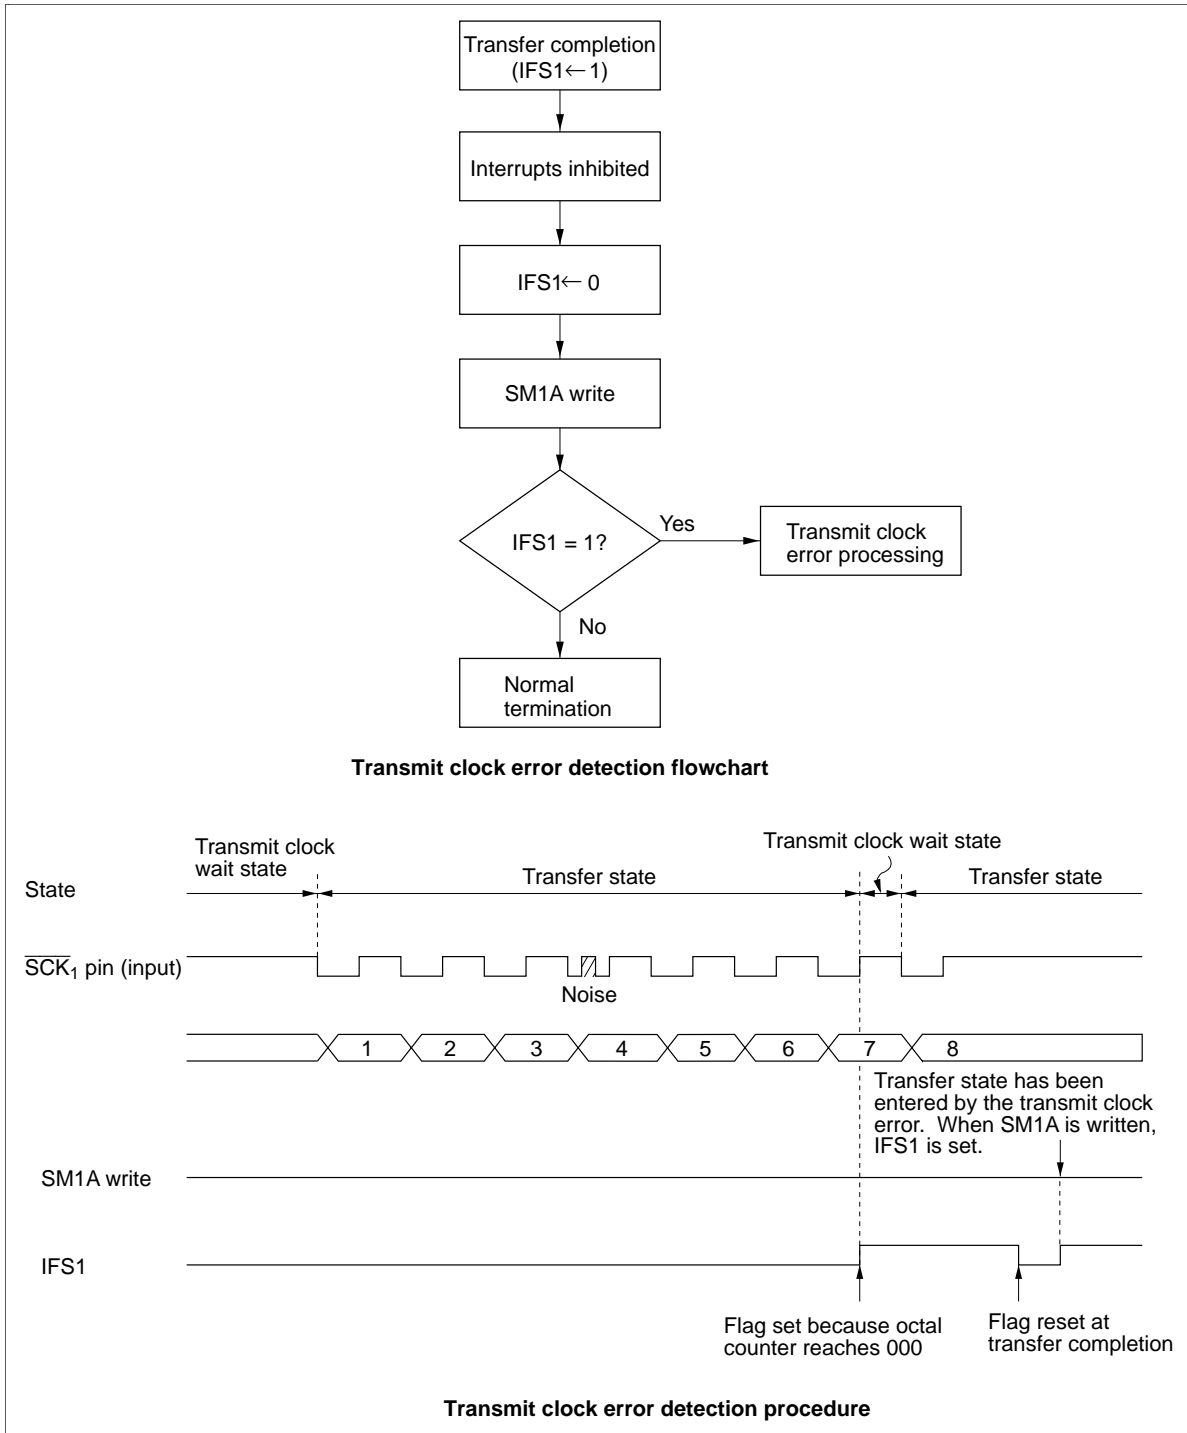 Transfer completion
(IFS1← 1)
Interrupts inhibited
IFS1← 0
SM1A write
IFS1 = 1?
Yes
Transmit clock
error processing
No
Normal
termination
Transmit clock error detection flowchart
Transmit clock
wait state
Transmit clock wait state
State
Transfer state
Transfer state
SCK1 pin (input)
Noise
1 2 3 4 5 6 7 8
Transfer state has been
entered by the transmit clock
error.  When SM1A is written,
IFS1 is set.
SM1A write
IFS1
Flag set because octal
counter reaches 000
Flag reset at
transfer completion
Transmit clock error detection procedure